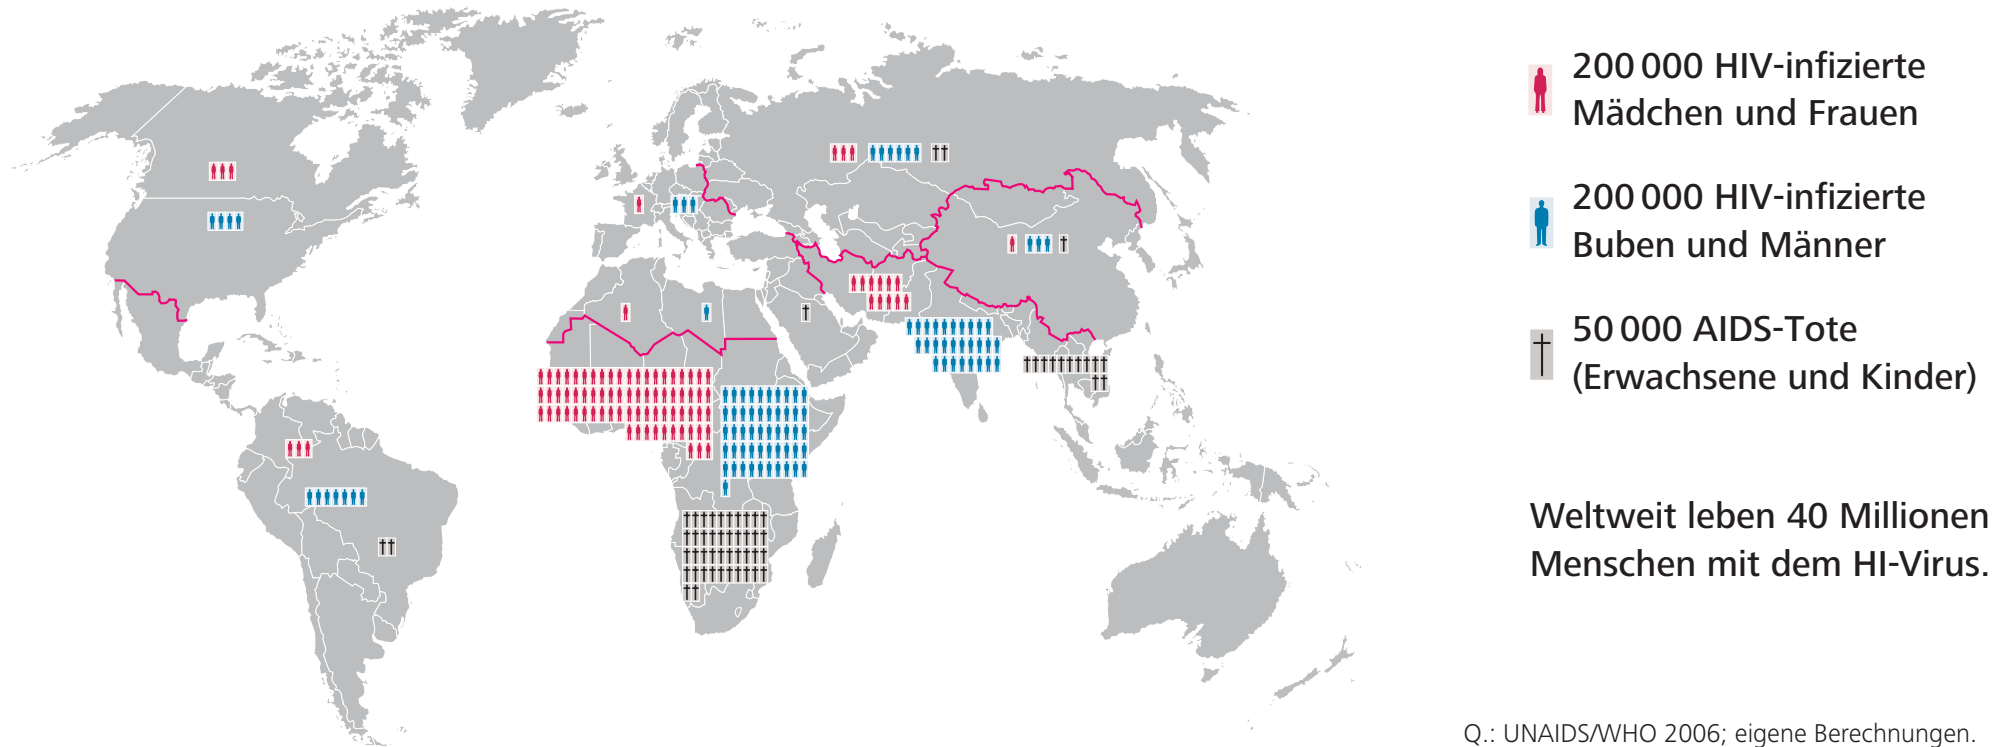 200 000 HIV-infizierte
Mädchen und Frauen
200 000 HIV-infizierte
Buben und Männer
50 000 AIDS-Tote
(Erwachsene und Kinder)
Weltweit leben 40 Millionen
Menschen mit dem HI-Virus.
Q.: UNAIDS/WHO 2006; eigene Berechnungen.